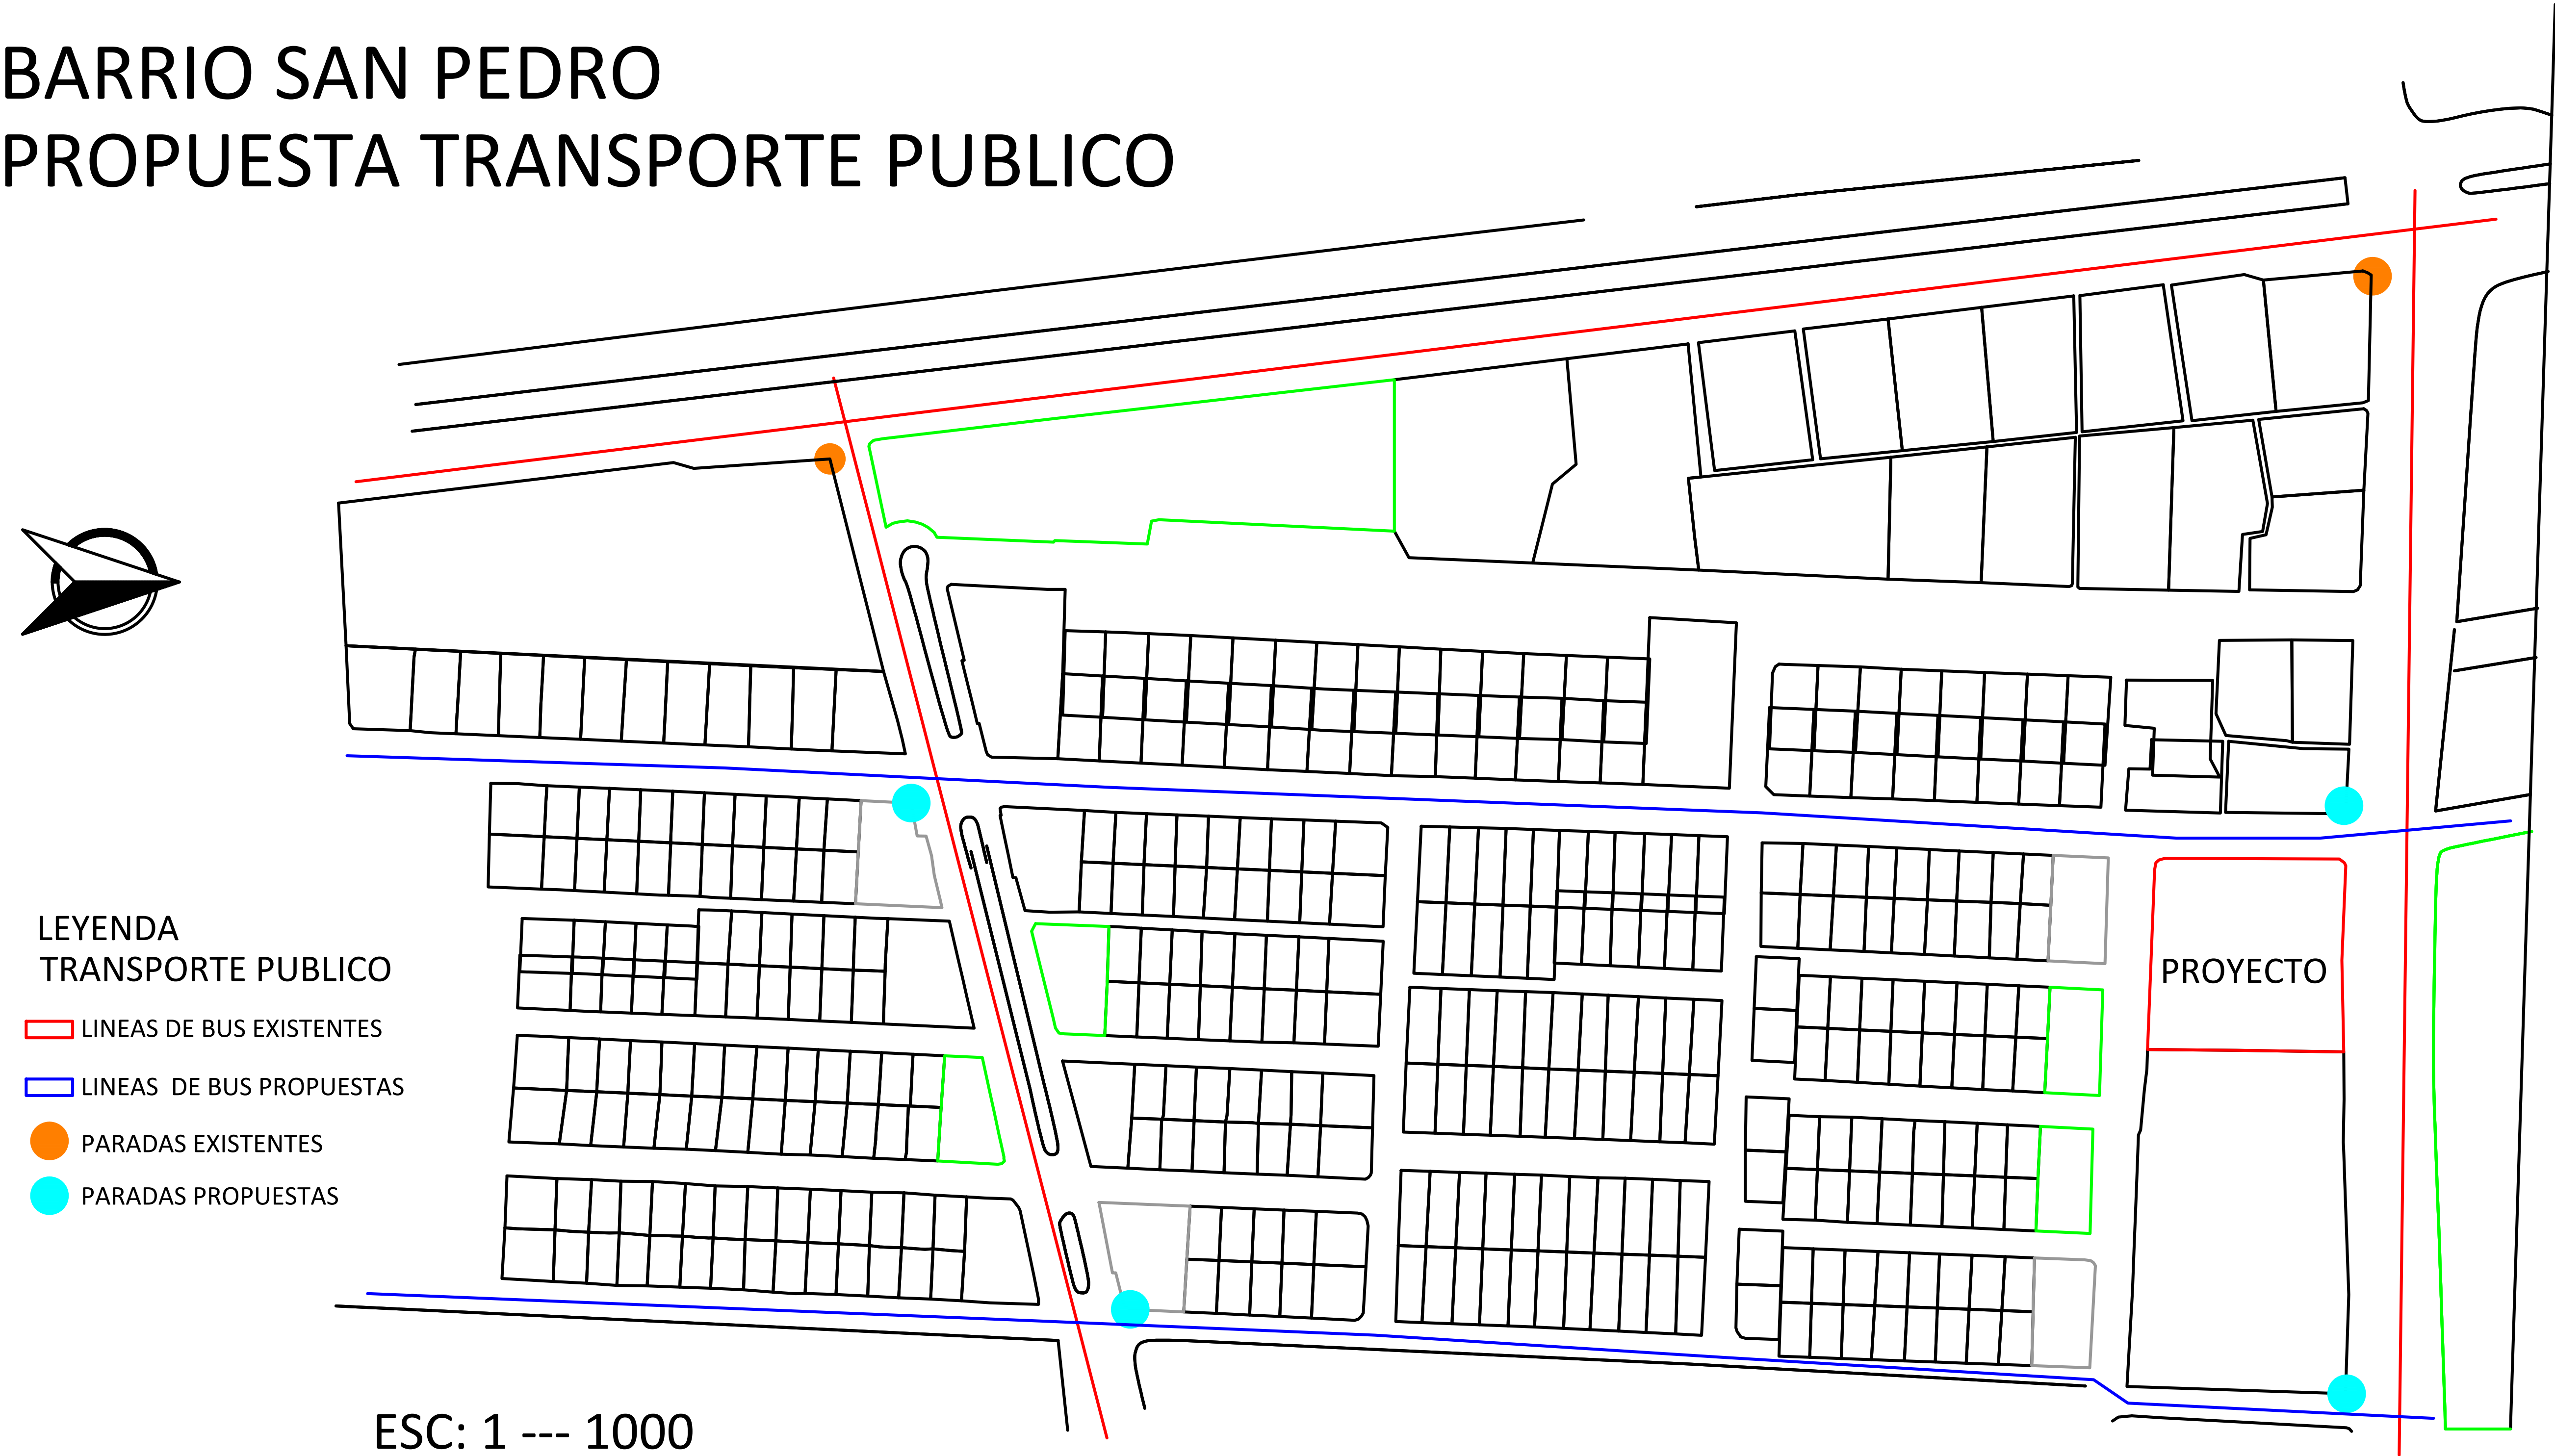 BARRIO SAN PEDRO
PROPUESTA TRANSPORTE PUBLICO
PROYECTO
LEYENDA
TRANSPORTE PUBLICO
LINEAS DE BUS EXISTENTES
LINEAS  DE BUS PROPUESTAS
PARADAS EXISTENTES
PARADAS PROPUESTAS
ESC: 1 --- 1000